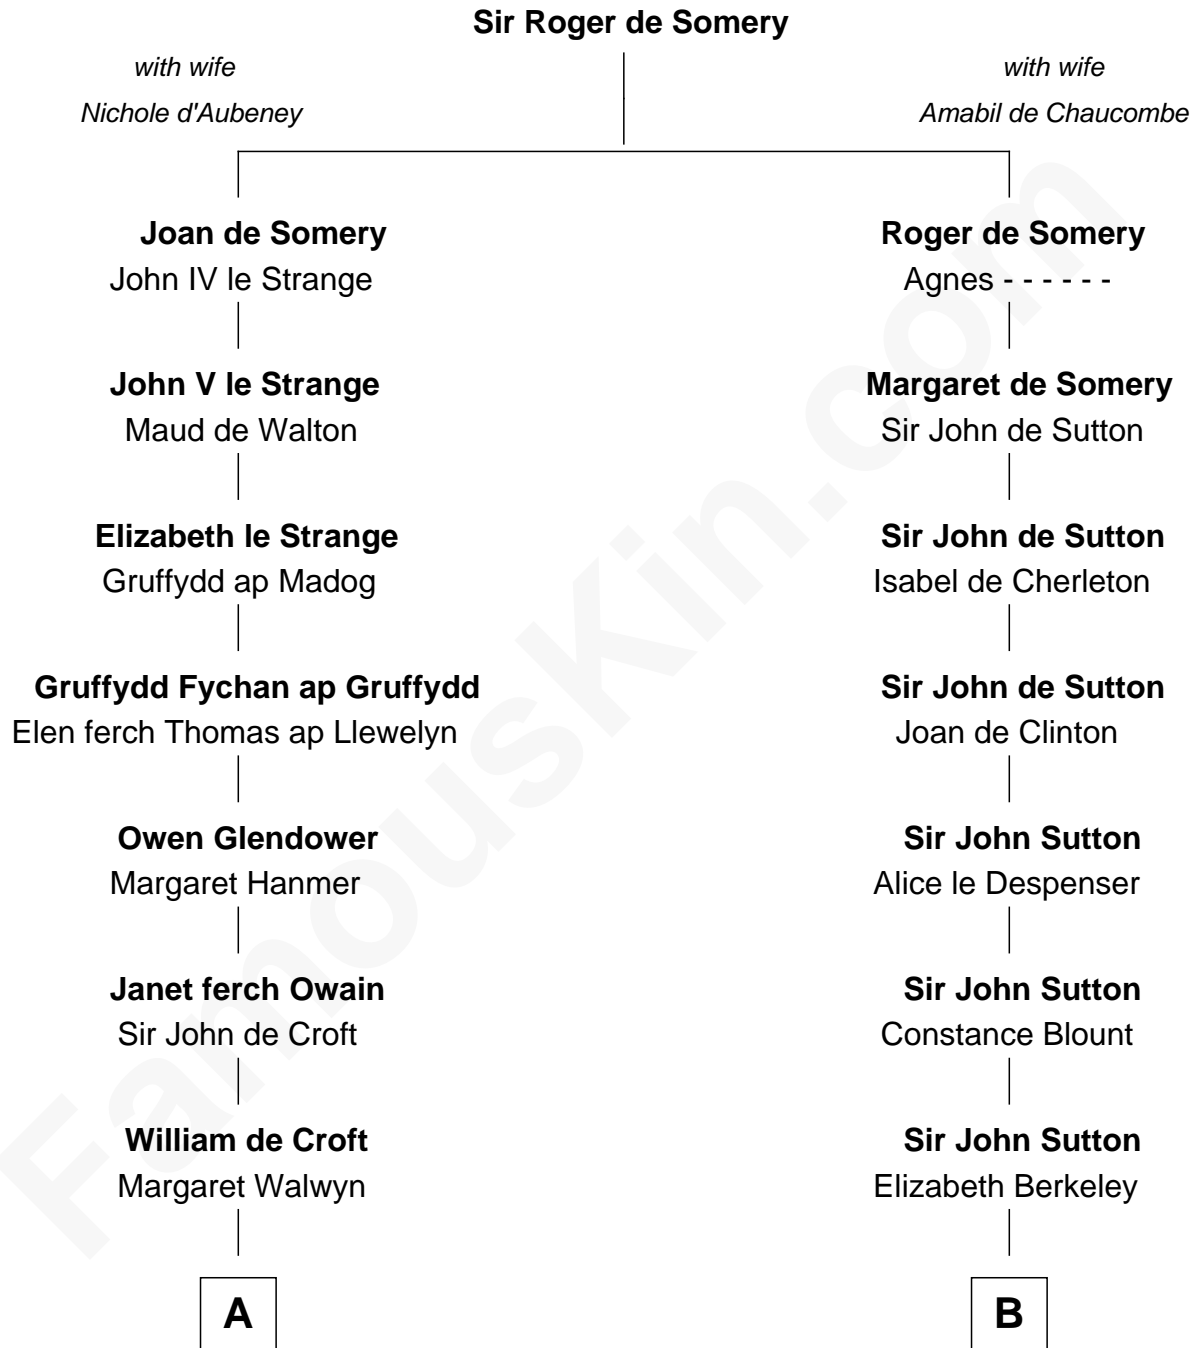 Sir Roger de Somery
with wife
Nichole d'Aubeney
with wife
Amabil de Chaucombe
Joan de Somery
John IV le Strange
Roger de Somery
Agnes - - - - - -
John V le Strange
Maud de Walton
Margaret de Somery
Sir John de Sutton
Elizabeth le Strange
Gruffydd ap Madog
Sir John de Sutton
Isabel de Cherleton
Gruffydd Fychan ap Gruffydd
Elen ferch Thomas ap Llewelyn
Sir John de Sutton
Joan de Clinton
Owen Glendower
Margaret Hanmer
Sir John Sutton
Alice le Despenser
Janet ferch Owain
Sir John de Croft
Sir John Sutton
Constance Blount
William de Croft
Margaret Walwyn
Sir John Sutton
Elizabeth Berkeley
A
B
FamousKin.com